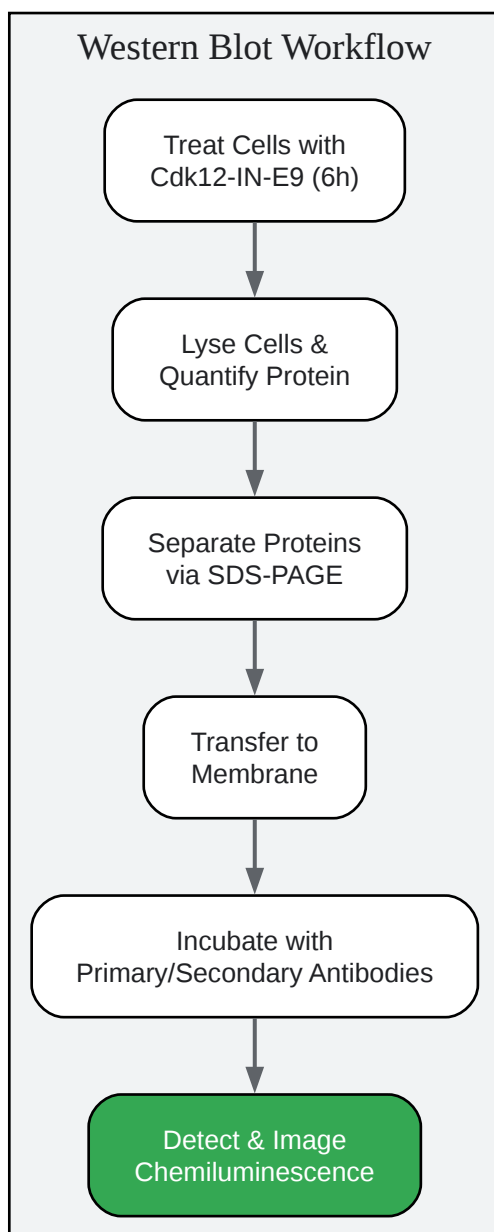 Western Blot Workflow
Treat Cells with
Cdk12-IN-E9 (6h)
Lyse Cells &
Quantify Protein
Separate Proteins
via SDS-PAGE
Transfer to
Membrane
Incubate with
Primary/Secondary Antibodies
Detect & Image
Chemiluminescence